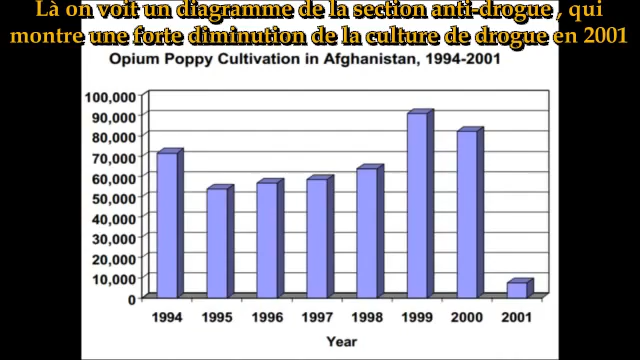 Là on voit un diagramme de la section anti-drogue , qui
montre une forte diminution de la culture de drogue en 2001
Opium Poppy Cultivation in Afghanistan, 1994-2001
100,000
90,000
80,000
70,000
60,000
50,000
40,000
30,000
20,000
10,000
0
1994 1995 1996 1997 1998 1999 2000 2001
Year